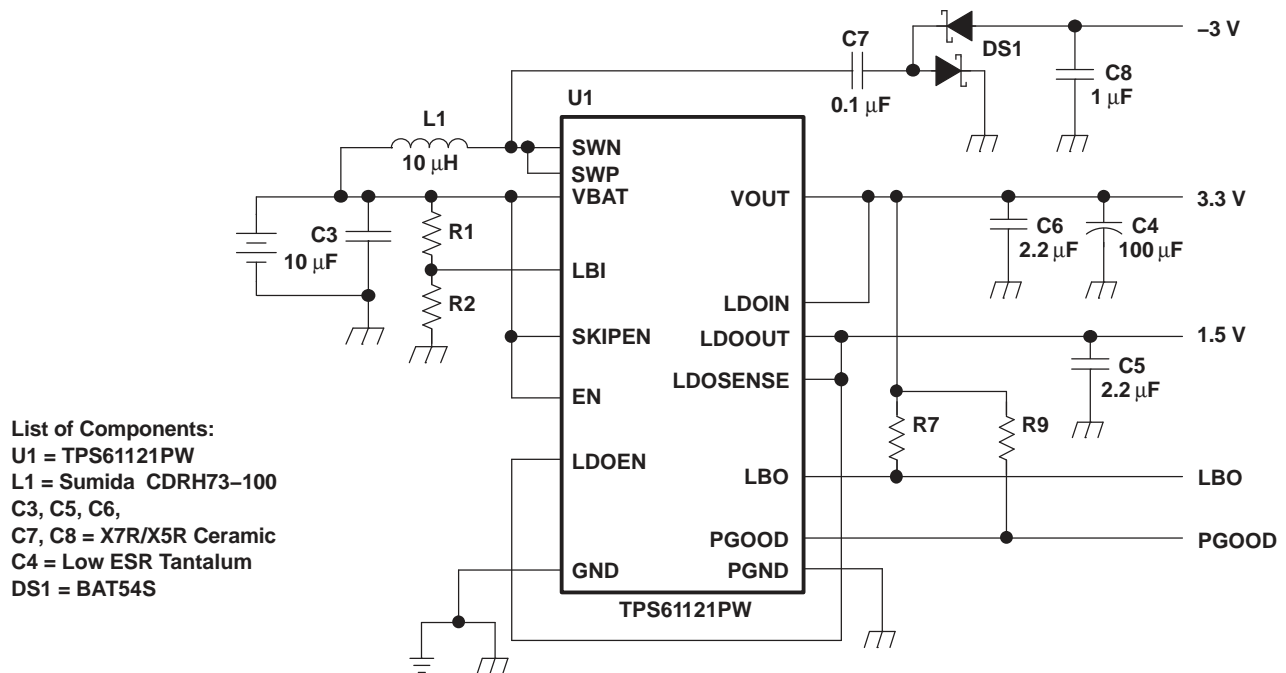 –3 V
C7
DS1
C8
0.1 µF
1 µF
U1
L1
10 µH
SWN
SWP
VBAT
VOUT
3.3 V
C3
R1
C6
C4
10 µF
2.2 µF
100 µF
LBI
R2
LDOIN
SKIPEN
LDOOUT
1.5 V
C5
LDOSENSE
2.2 µF
EN
R7
R9
List of Components:
U1 = TPS61121PW
L1 = Sumida CDRH73–100
C3, C5, C6,
C7, C8 = X7R/X5R Ceramic
C4 = Low ESR Tantalum
DS1 = BAT54S
LDOEN
LBO
LBO
PGOOD
PGOOD
GND
PGND
TPS61121PW